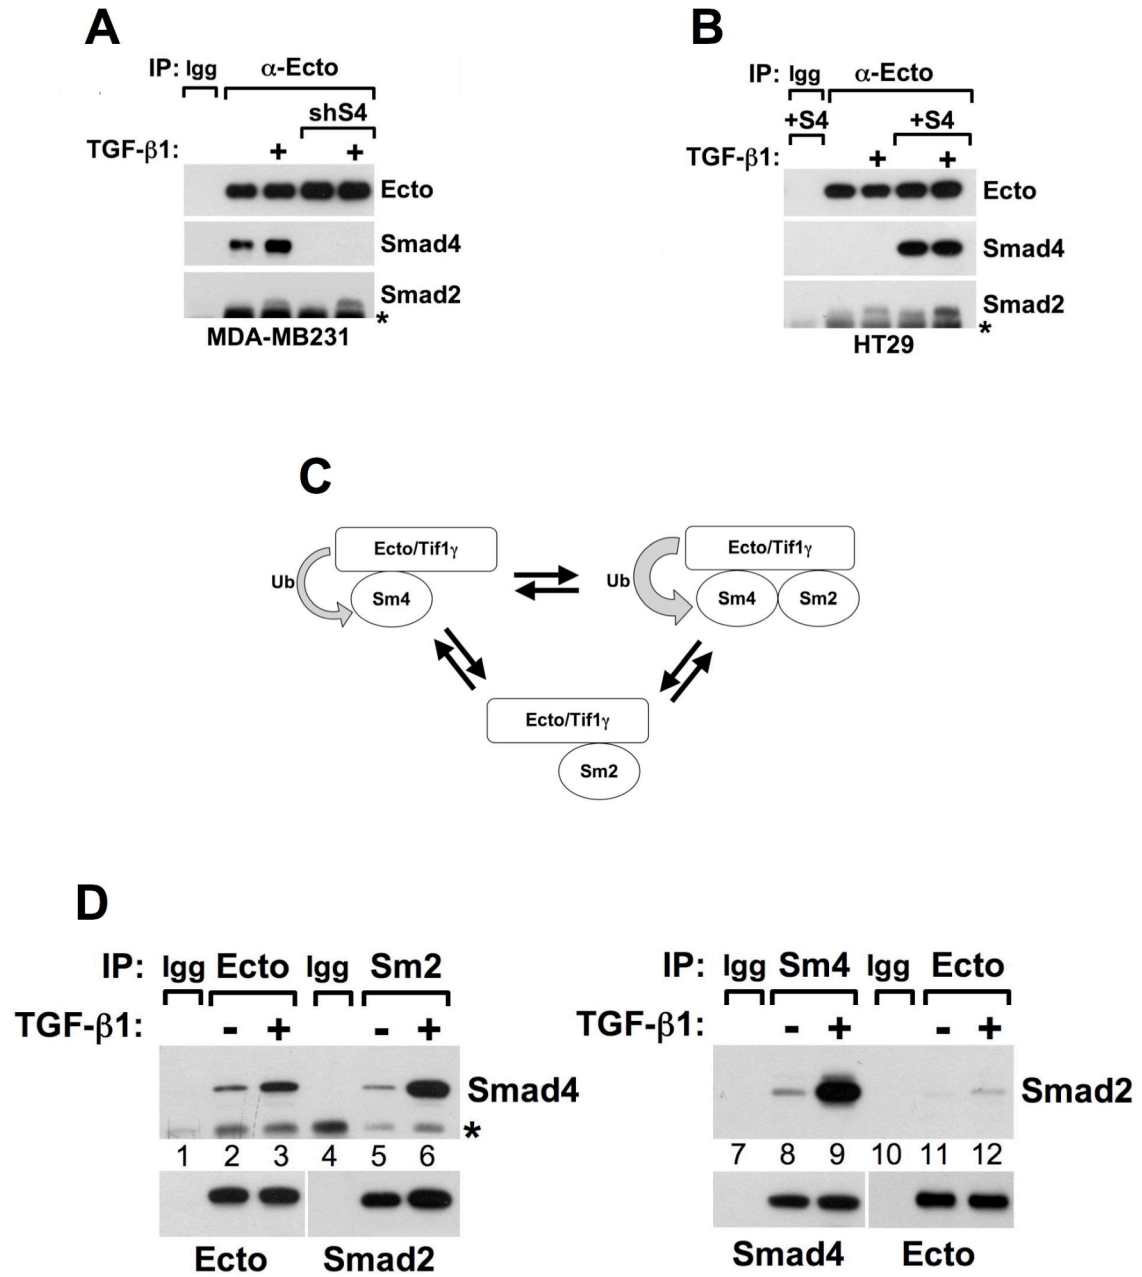 A
IP: Igg α-Ecto
shS4
TGF-β1: + +
Ecto
Smad4
Smad2
*
MDA-MB231
B
IP: Igg α-Ecto
+S4 +S4
TGF-β1: + +
Ecto
Smad4
Smad2
*
HT29
C
Ecto/Tif1γ
Ub
Sm4
Ecto/Tif1γ
Ub
Sm4 Sm2
Ecto/Tif1γ
Sm2
D
IP: Igg Ecto Igg Sm2
TGF-β1: - + - +
Smad4
*
1 2 3 4 5 6
Ecto Smad2
IP: Igg Sm4 Igg Ecto
TGF-β1: - + - +
Smad2
7 8 9 10 11 12
Smad4 Ecto